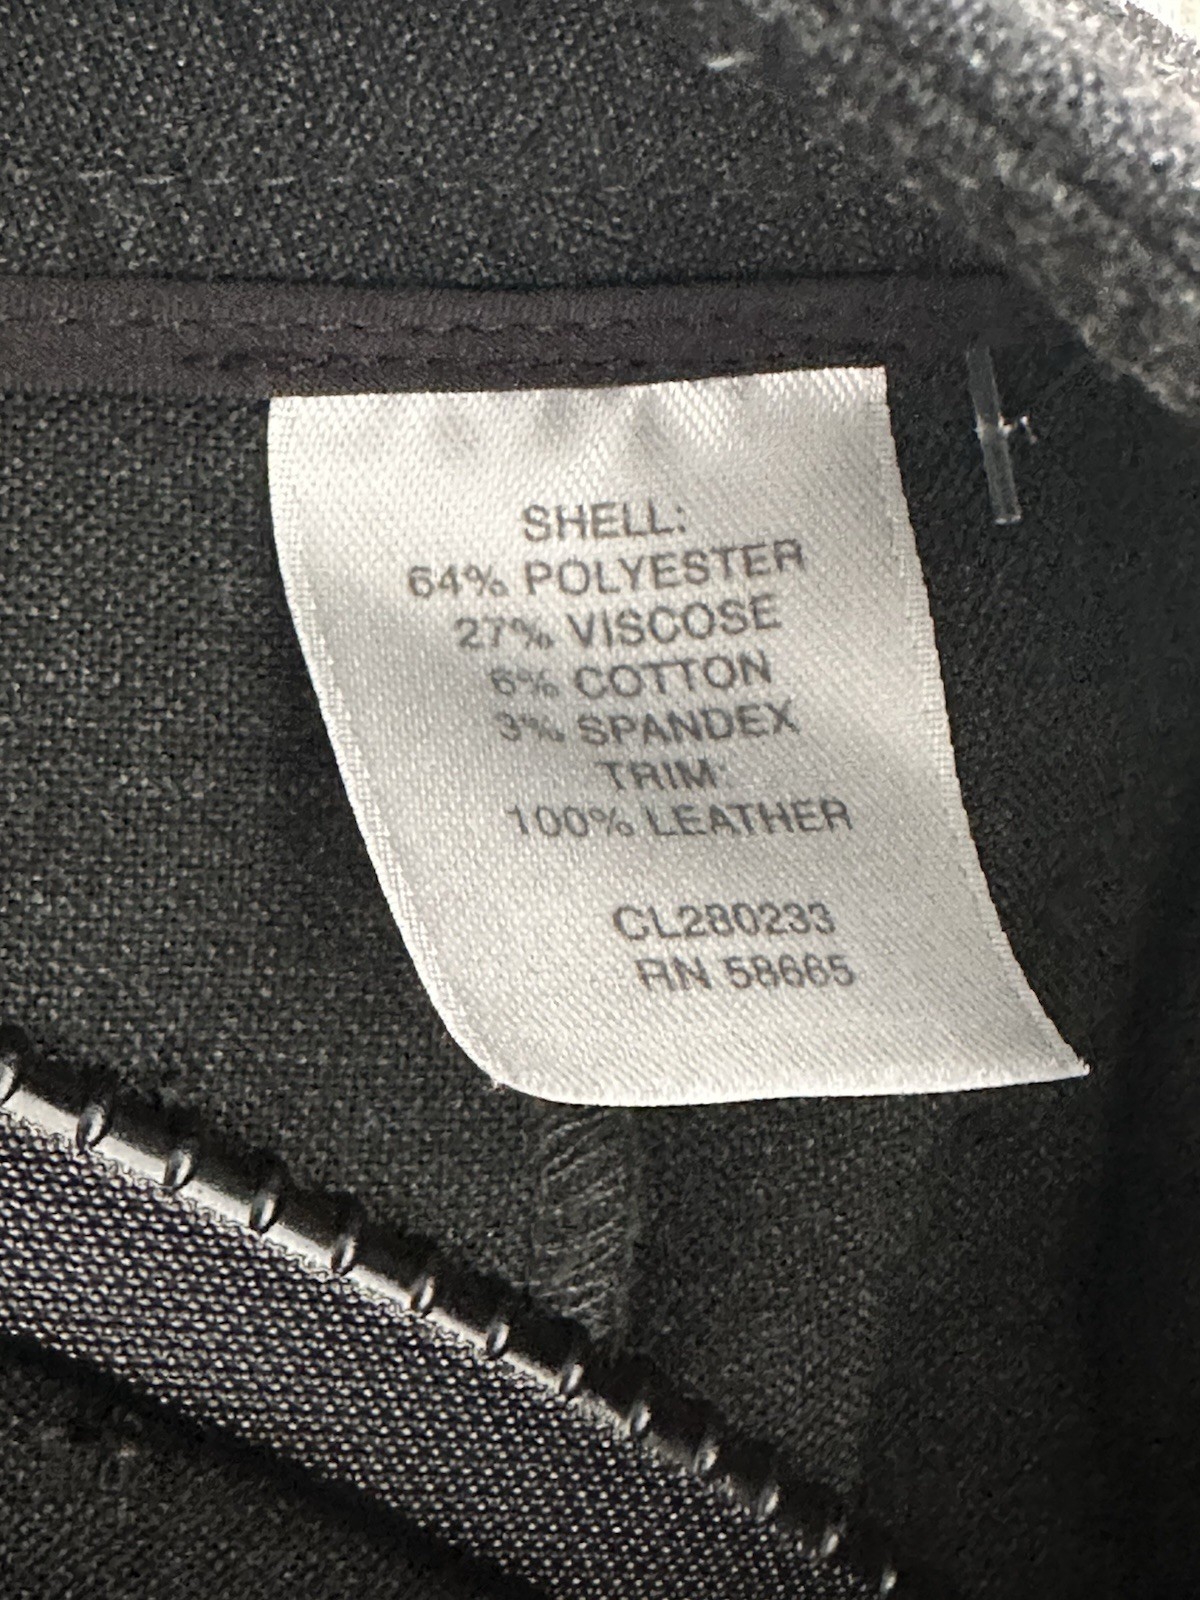 SHELL:
64% POLYESTER
27% VISCOSE
6% COTTON
3% SPANDEX
TRIM:
100% LEATHER
CL280233
RN 58665